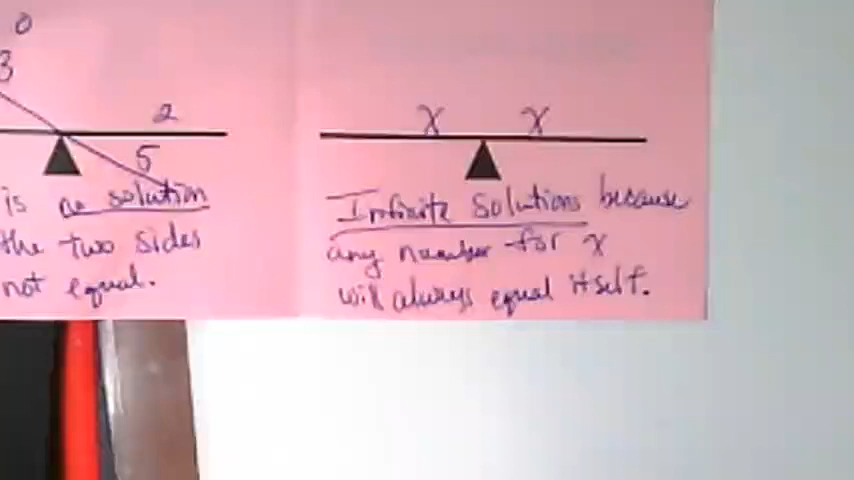 0
3
2
5
is no solution
the two sides
not equal.
x x
Infinite solutions because
any number for x
will always equal itself.